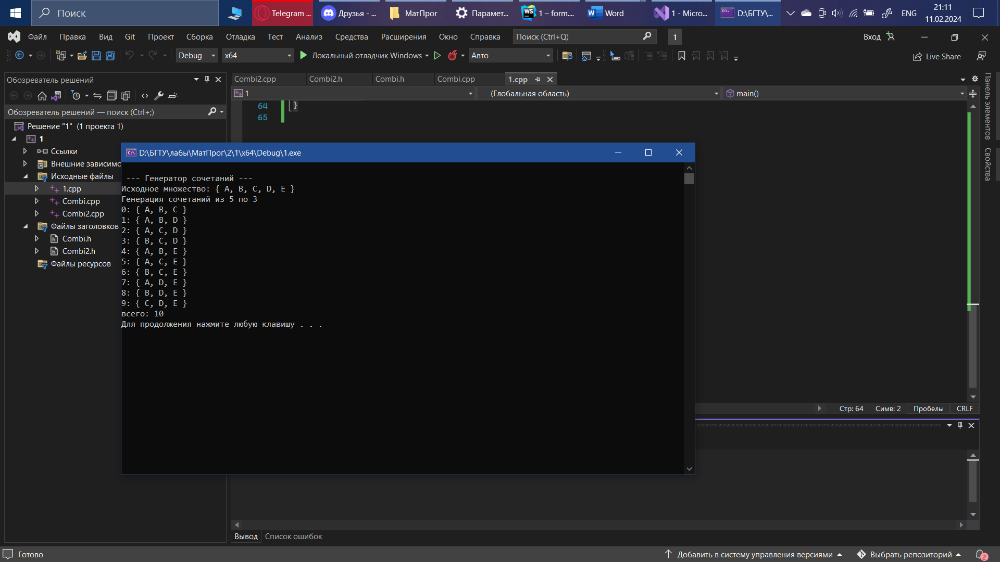 Поиск
Telegram ...
Друзья - ...
МатПрог
Парамет...
1 – form....
Word
1 - Micro...
D:\БГТУ\...
ENG
21:11
11.02.2024
Файл
Правка
Вид
Git
Проект
Сборка
Отладка
Тест
Анализ
Средства
Расширения
Окно
Справка
Поиск (Ctrl+Q)
1
Вход
Debug
x64
Локальный отладчик Windows
Авто
Live Share
Обозреватель решений
Обозреватель решений — поиск (Ctrl+;)
Решение "1" (1 проекта 1)
1
Ссылки
Внешние зависимс
Исходные файлы
1.cpp
Combi.cpp
Combi2.cpp
Файлы заголовков
Combi.h
Combi2.h
Файлы ресурсов
Combi2.cpp
Combi2.h
Combi.h
Combi.cpp
1.cpp
1
(Глобальная область)
main()
64 }
65
D:\БГТУ\лабы\МатПрог\2\1\x64\Debug\1.exe
--- Генератор сочетаний ---
Исходное множество: { A, B, C, D, E }
Генерация сочетаний из 5 по 3
0: { A, B, C }
1: { A, B, D }
2: { A, C, D }
3: { B, C, D }
4: { A, B, E }
5: { A, C, E }
6: { B, C, E }
7: { A, D, E }
8: { B, D, E }
9: { C, D, E }
всего: 10
Для продолжения нажмите любую клавишу . . .
Панель элементов
Свойства
Стр: 64
Симв: 2
Пробелы
CRLF
Вывод
Список ошибок
Готово
Добавить в систему управления версиями
Выбрать репозиторий
2